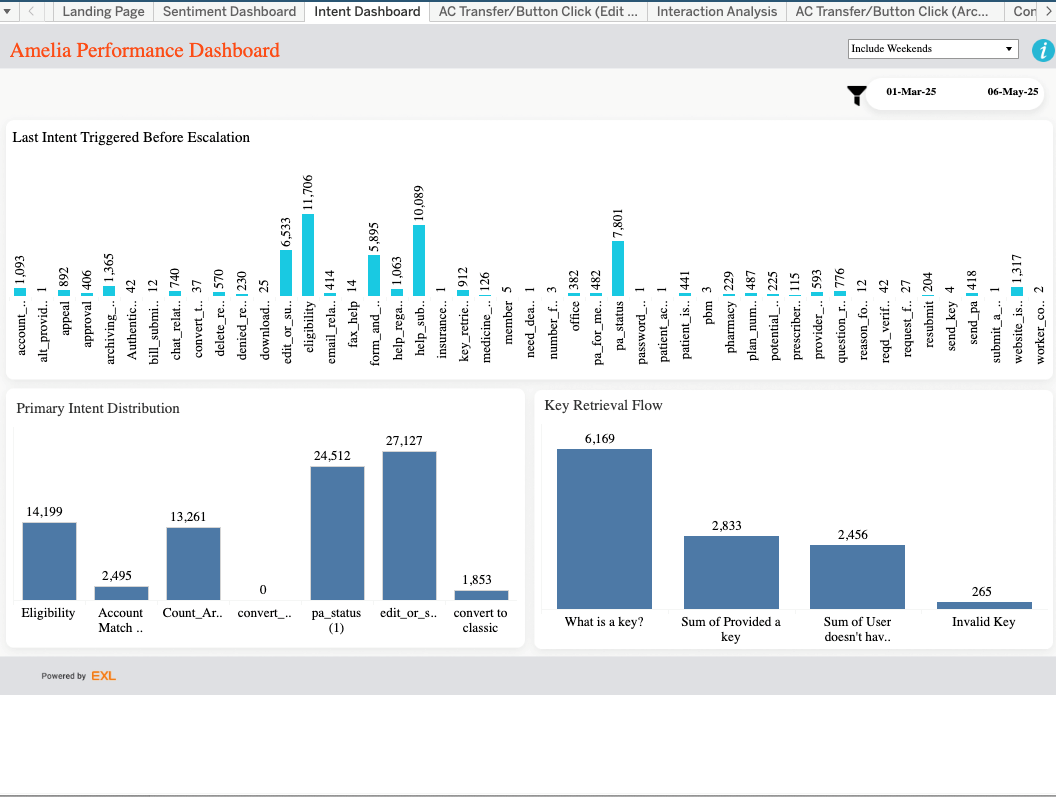 Landing Page
Sentiment Dashboard
Intent Dashboard
AC Transfer/Button Click (Edit ...
Interaction Analysis
AC Transfer/Button Click (Arc...
Con
Amelia Performance Dashboard
Include Weekends
i
01-Mar-25
06-May-25
Last Intent Triggered Before Escalation
1,093
1
892
406
1,365
42
12
740
37
570
230
25
6,533
11,706
414
14
5,895
1,063
10,089
1
912
126
5
1
3
382
482
7,801
1
1
441
3
229
487
225
115
593
776
12
42
27
204
4
418
1
1,317
2
account_..
alt_provid..
appeal
approval
archiving_..
Authentic..
bill_submi..
chat_relat..
convert_t..
delete_re..
denied_re..
download..
edit_or_su..
eligibility
email_rela..
fax_help
form_and_..
help_rega..
help_sub..
insurance..
key_retrie..
medicine_..
member
need_dea..
number_f..
office
pa_for_me..
pa_status
password_..
patient_ac..
patient_is..
pbm
pharmacy
plan_num..
potential_..
prescriber..
provider_..
question_r..
reason_fo..
reqd_verif..
request_f..
resubmit
send_key
send_pa
submit_a_..
website_is..
worker_co..
Primary Intent Distribution
14,199
2,495
13,261
0
24,512
27,127
1,853
Eligibility
Account
Match ..
Count_Ar..
convert_..
pa_status
(1)
edit_or_s..
convert to
classic
Key Retrieval Flow
6,169
2,833
2,456
265
What is a key?
Sum of Provided a
key
Sum of User
doesn't hav..
Invalid Key
Powered by EXL